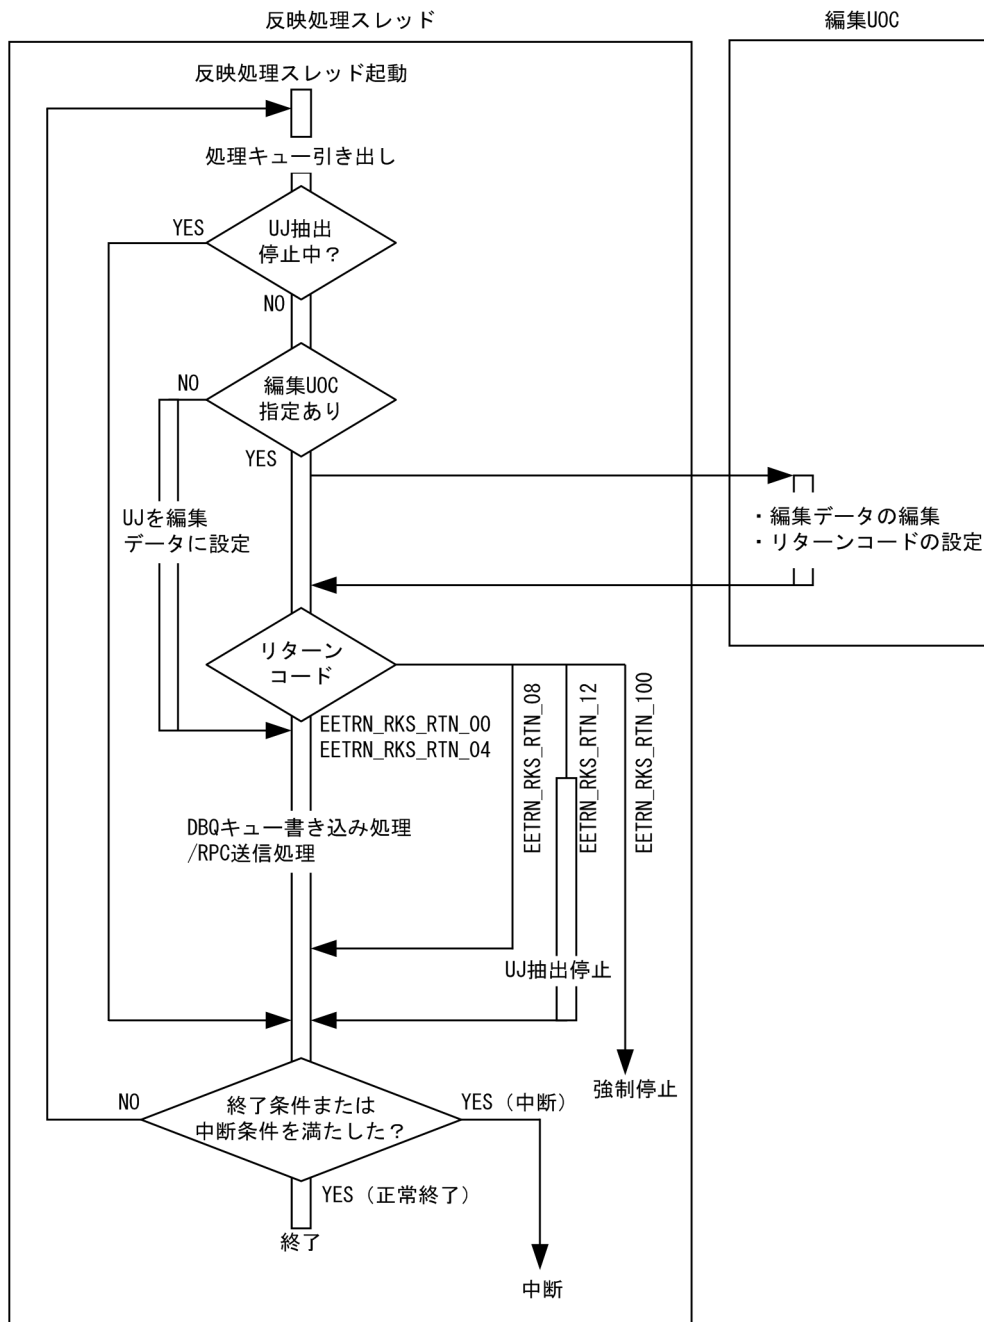 反映処理スレッド
編集UOC
反映処理スレッド起動
処理キュー引き出し
YES
UJ抽出
停止中？
NO
NO
編集UOC
指定あり
YES
UJを編集
データに設定
・編集データの編集
・リターンコードの設定
リターン
コード
EETRN_RKS_RTN_00
EETRN_RKS_RTN_04
EETRN_RKS_RTN_08
EETRN_RKS_RTN_12
EETRN_RKS_RTN_100
DBQキュー書き込み処理
/RPC送信処理
UJ抽出停止
強制停止
NO
終了条件または
中断条件を満たした？
YES（中断）
YES（正常終了）
終了
中断